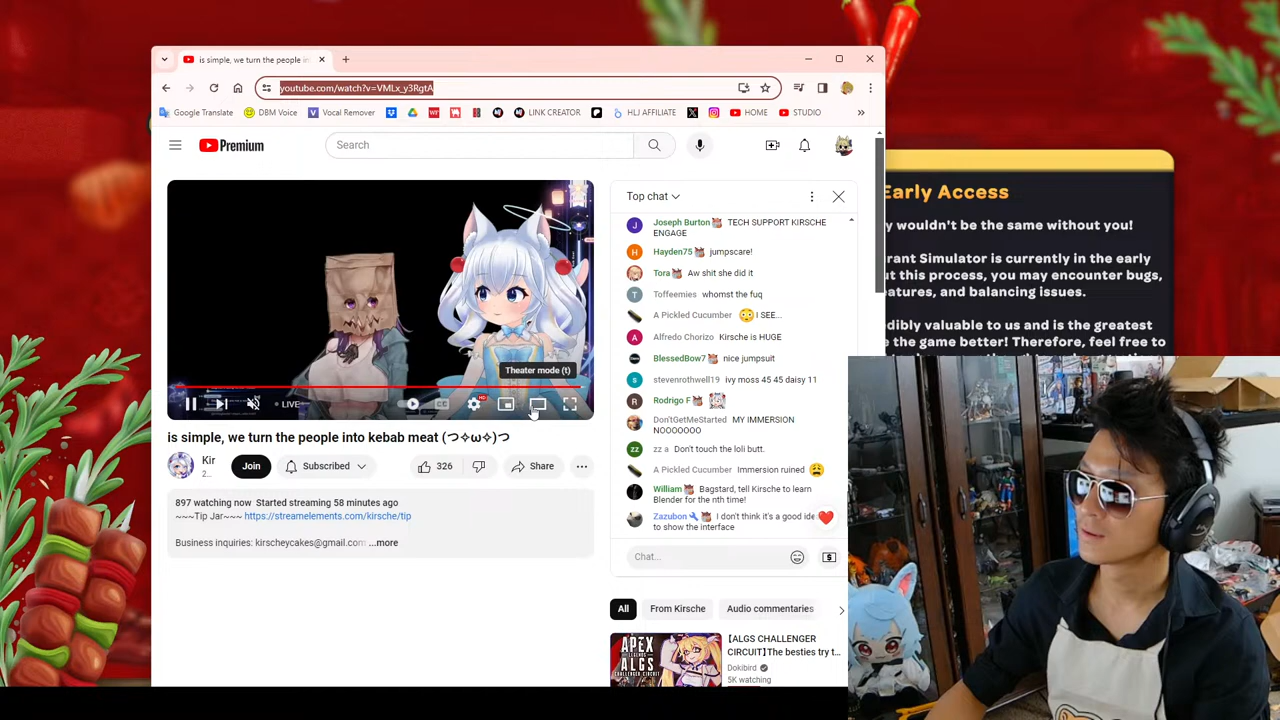 is simple, we turn the people in
youtube.com/watch?v=VMLx_y3RgtA
Google Translate
DBM Voice
Vocal Remover
LINK CREATOR
HLJ AFFILIATE
HOME
STUDIO
Premium
Search
Early Access
y wouldn't be the same without you!
rant Simulator is currently in the early
ut this process, you may encounter bugs,
eatures, and balancing issues.
edibly valuable to us and is the greatest
e the game better! Therefore, feel free to
Top chat
Joseph Burton TECH SUPPORT KIRSCHE
ENGAGE
Hayden75 jumpscare!
Tora Aw shit she did it
Toffeemies whomst the fuq
A Pickled Cucumber I SEE...
Alfredo Chorizo Kirsche is HUGE
BlessedBow7 nice jumpsuit
stevenrothwell19 ivy moss 45 45 daisy 11
Rodrigo F
Don'tGetMeStarted MY IMMERSION
NOOOOOOO
zz a Don't touch the loli butt.
A Pickled Cucumber Immersion ruined
William Bagstard, tell Kirsche to learn
Blender for the nth time!
Zazubon I don't think it's a good ide
to show the interface
Chat...
Theater mode (t)
LIVE
CC
HD
is simple, we turn the people into kebab meat (つ✧ω✧)つ
Kir
2...
Join
Subscribed
326
Share
897 watching now Started streaming 58 minutes ago
~~~Tip Jar~~~ https://streamelements.com/kirsche/tip
Business inquiries: kirscheycakes@gmail.com ...more
All
From Kirsche
Audio commentaries
APEX
LEGENDS
ALGS
CHALLENGER
CIRCUIT
【ALGS CHALLENGER
CIRCUIT】The besties try t...
Dokibird
5K watching